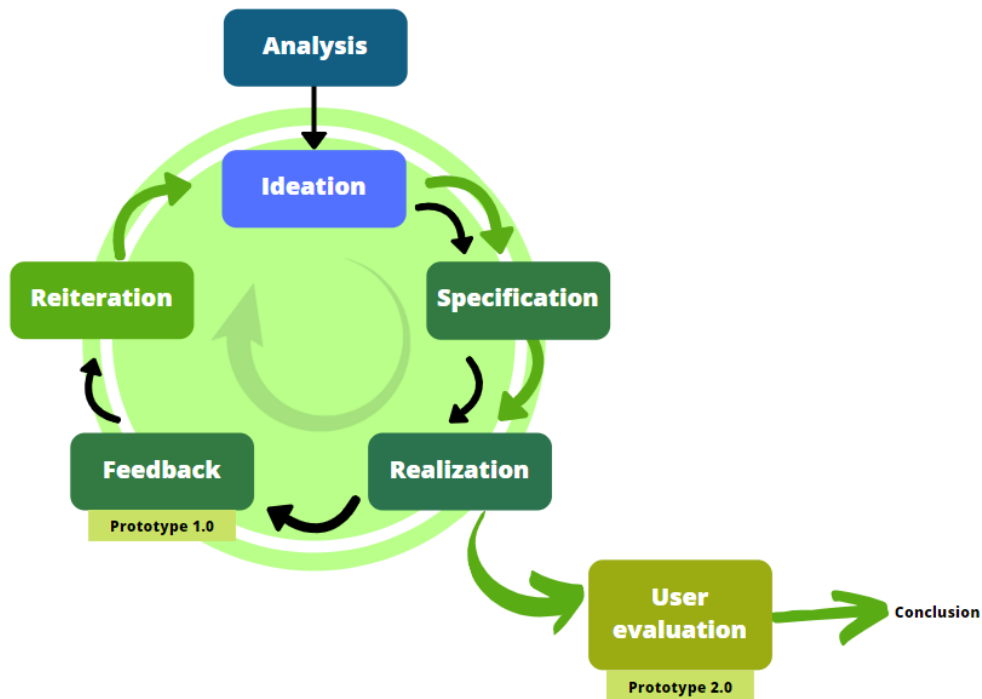 Analysis
Ideation
Reiteration
Specification
Feedback
Realization
Prototype 1.0
User
evaluation
Conclusion
Prototype 2.0